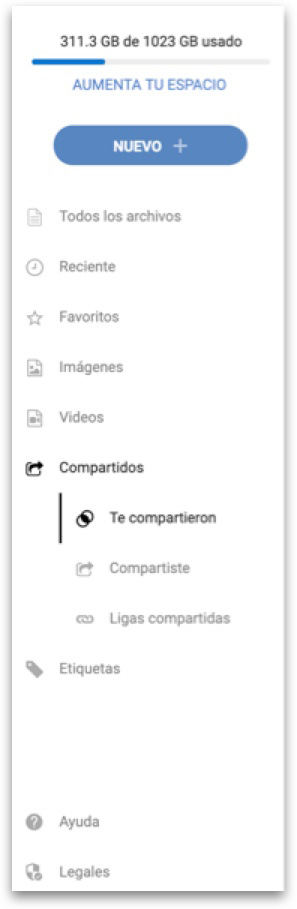 311.3 GB de 1023 GB usado
AUMENTA TU ESPACIO
NUEVO +
Todos los archivos
Reciente
Favoritos
Imágenes
Videos
Compartidos
Te compartieron
Compartiste
Ligas compartidas
Etiquetas
Ayuda
Legales